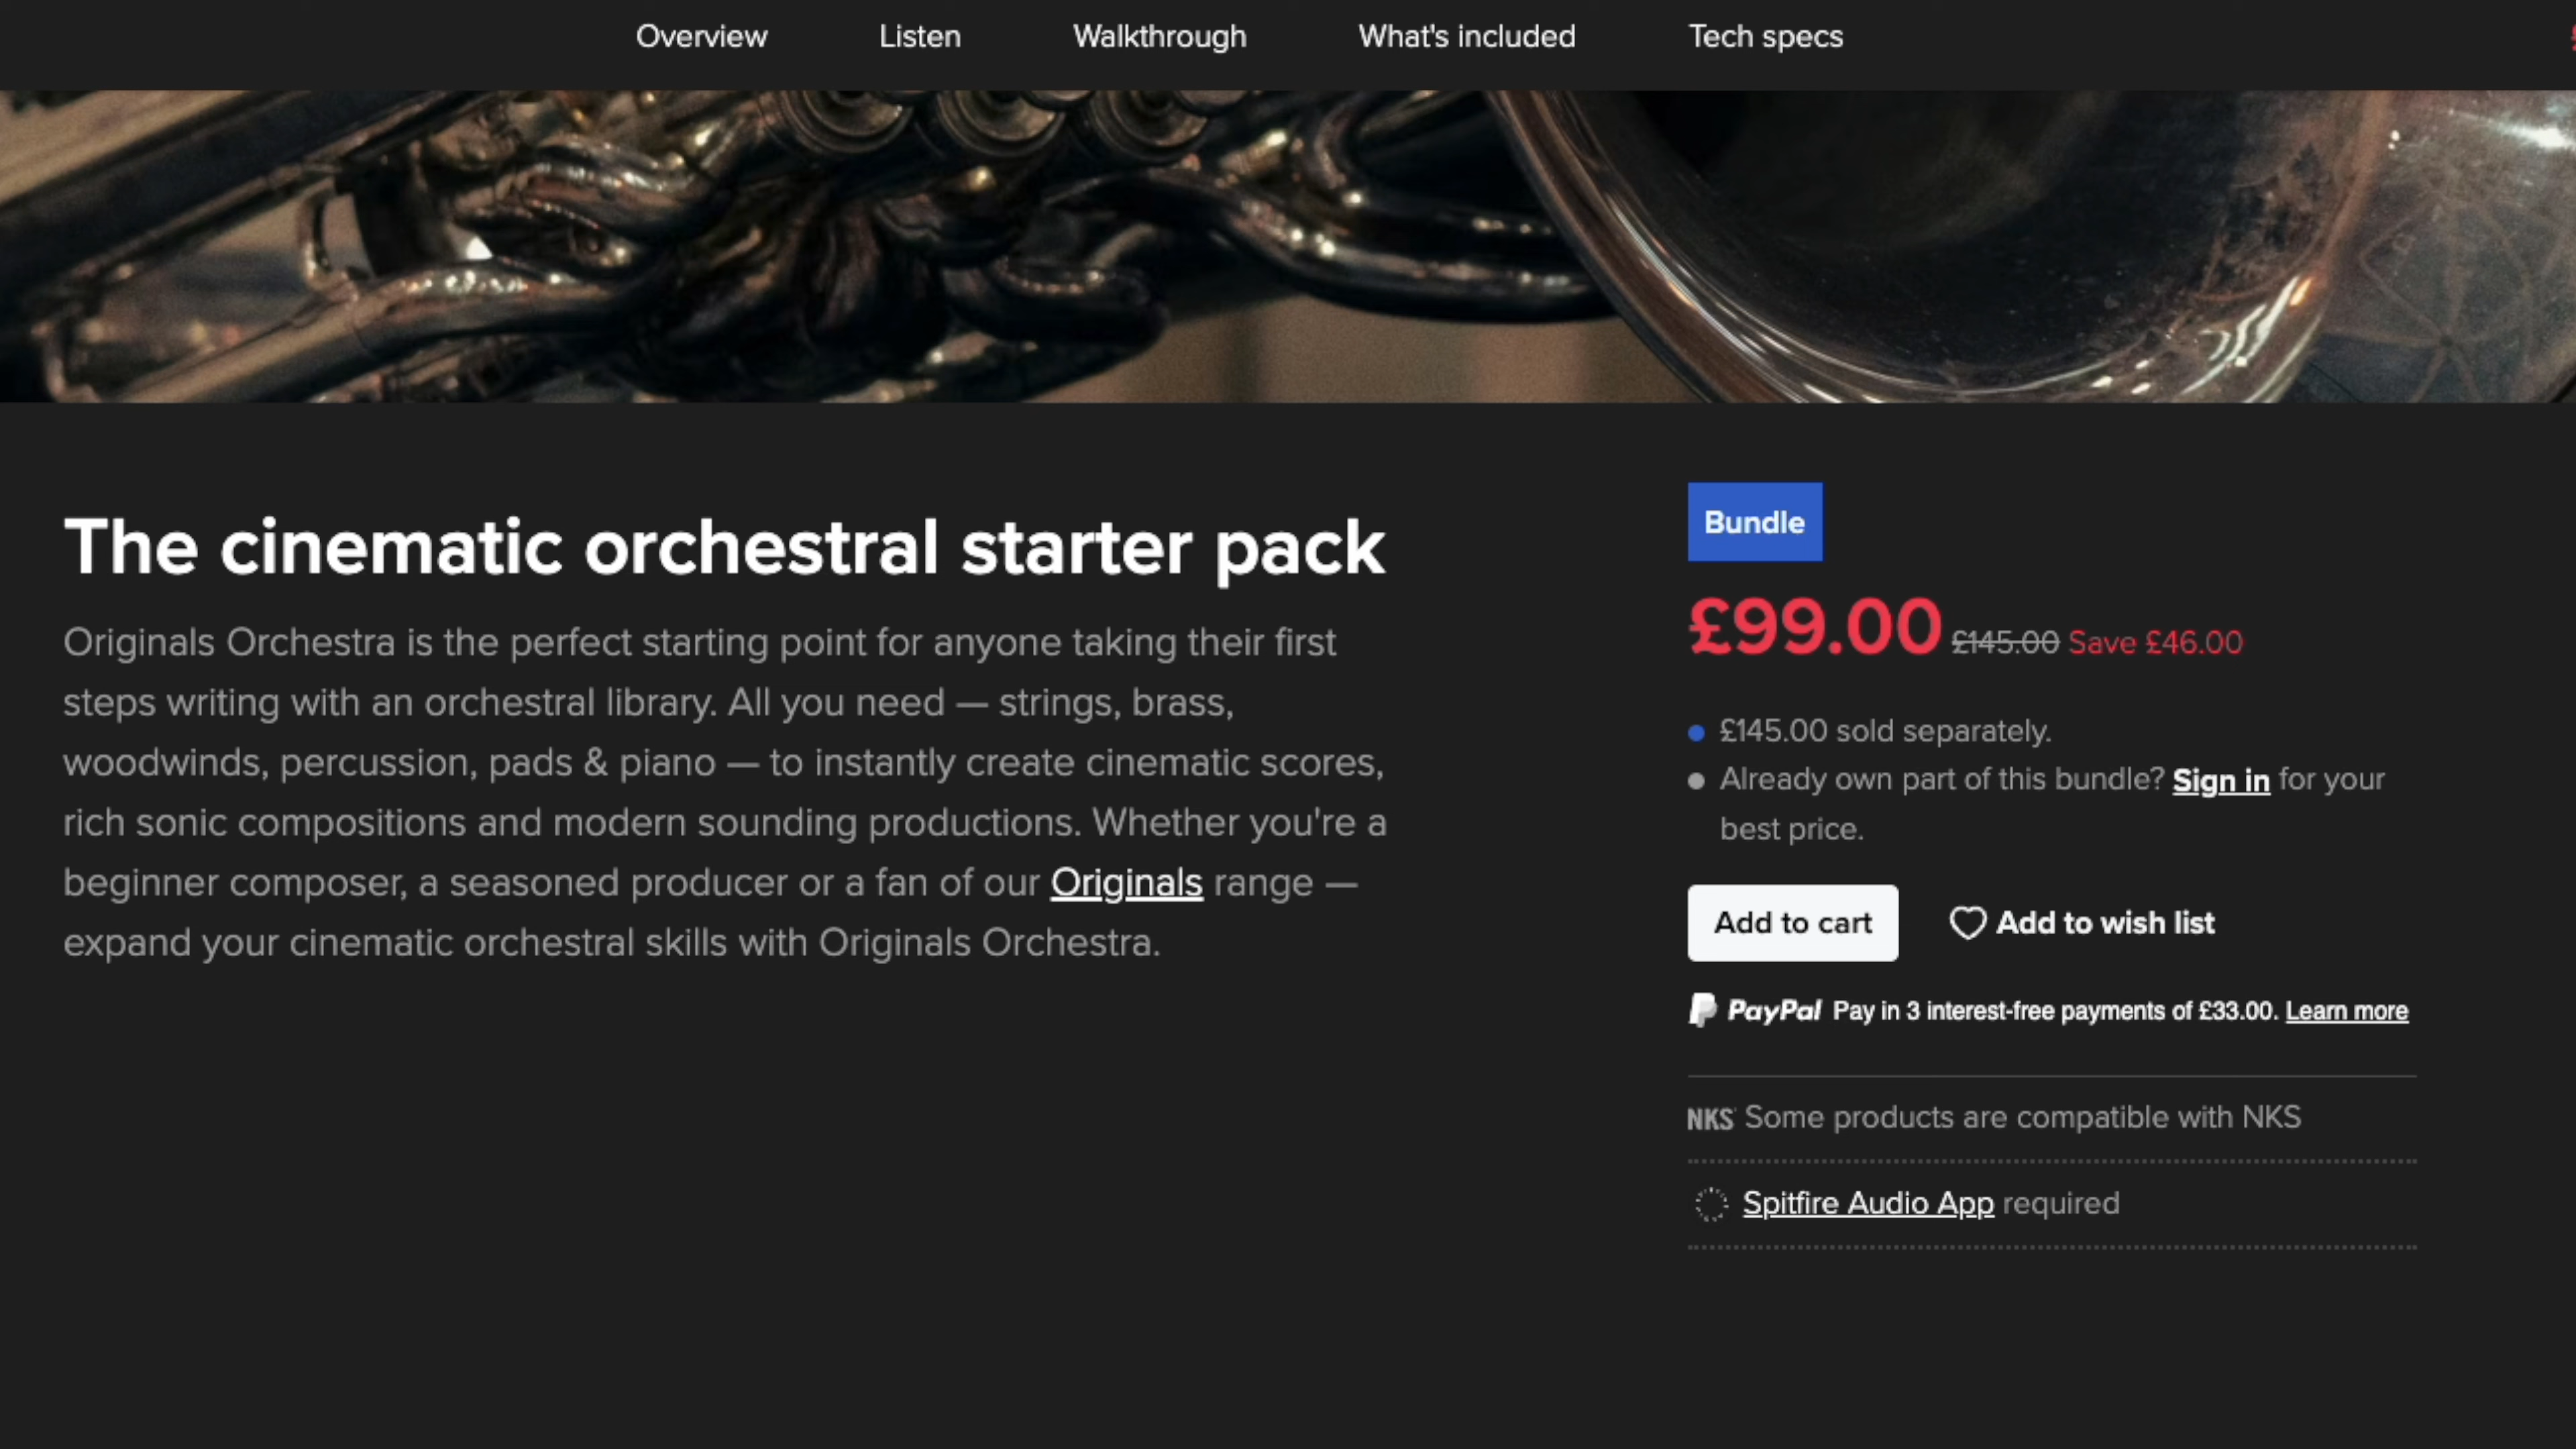 Overview Listen Walkthrough What's included Tech specs
The cinematic orchestral starter pack
Originals Orchestra is the perfect starting point for anyone taking their first
steps writing with an orchestral library. All you need — strings, brass,
woodwinds, percussion, pads & piano — to instantly create cinematic scores,
rich sonic compositions and modern sounding productions. Whether you're a
beginner composer, a seasoned producer or a fan of our Originals range —
expand your cinematic orchestral skills with Originals Orchestra.
Bundle
£99.00 £145.00 Save £46.00
£145.00 sold separately.
Already own part of this bundle? Sign in for your
best price.
Add to cart Add to wish list
PayPal Pay in 3 interest-free payments of £33.00. Learn more
NKS Some products are compatible with NKS
Spitfire Audio App required